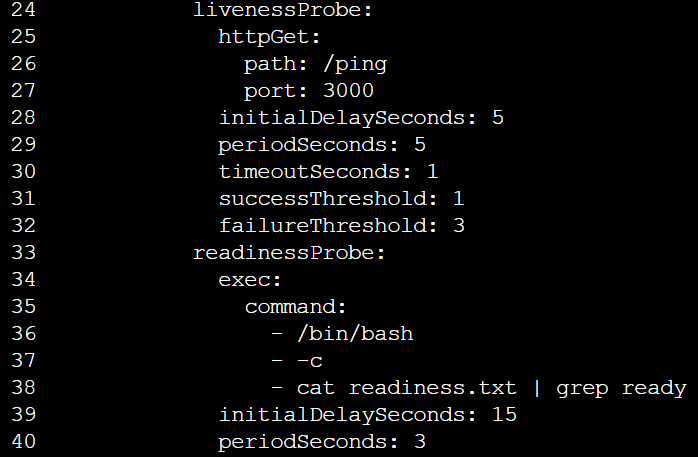 24            livenessProbe:
25              httpGet:
26                path: /ping
27                port: 3000
28              initialDelaySeconds: 5
29              periodSeconds: 5
30              timeoutSeconds: 1
31              successThreshold: 1
32              failureThreshold: 3
33            readinessProbe:
34              exec:
35                command:
36                  - /bin/bash
37                  - -c
38                  - cat readiness.txt | grep ready
39              initialDelaySeconds: 15
40              periodSeconds: 3